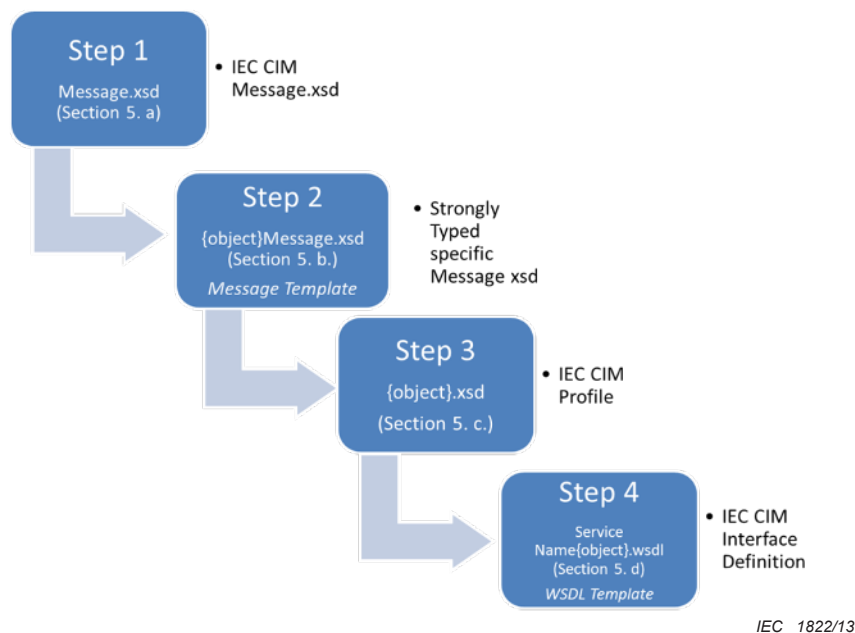 Step 1
Message.xsd
(Section 5. a)
• IEC CIM
Message.xsd
Step 2
{object}Message.xsd
(Section 5. b.)
Message Template
• Strongly
Typed
specific
Message xsd
Step 3
{object}.xsd
(Section 5. c.)
• IEC CIM
Profile
Step 4
Service
Name{object}.wsdl
(Section 5. d)
WSDL Template
• IEC CIM
Interface
Definition
IEC 1822/13